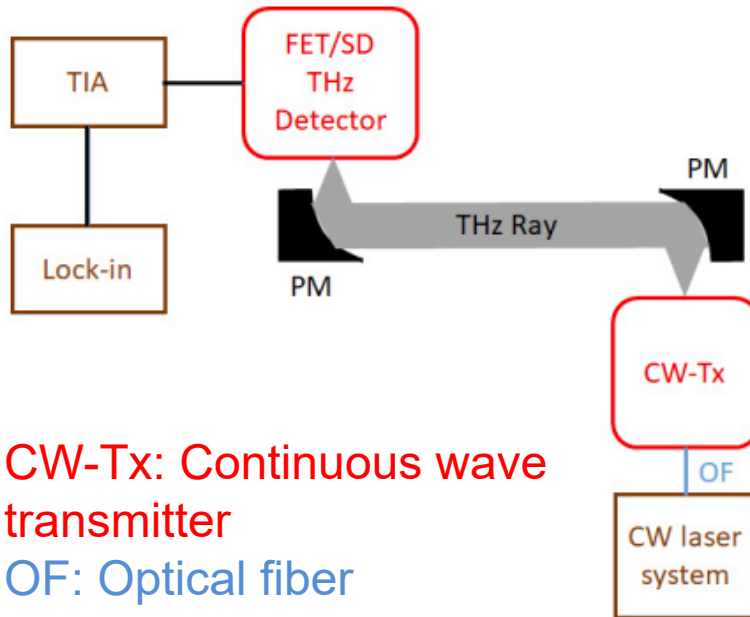 FET/SD
THz
Detector
TIA
PM
THz Ray
Lock-in
PM
CW-Tx
CW-Tx: Continuous wave
transmitter
OF
OF: Optical fiber
CW laser
system